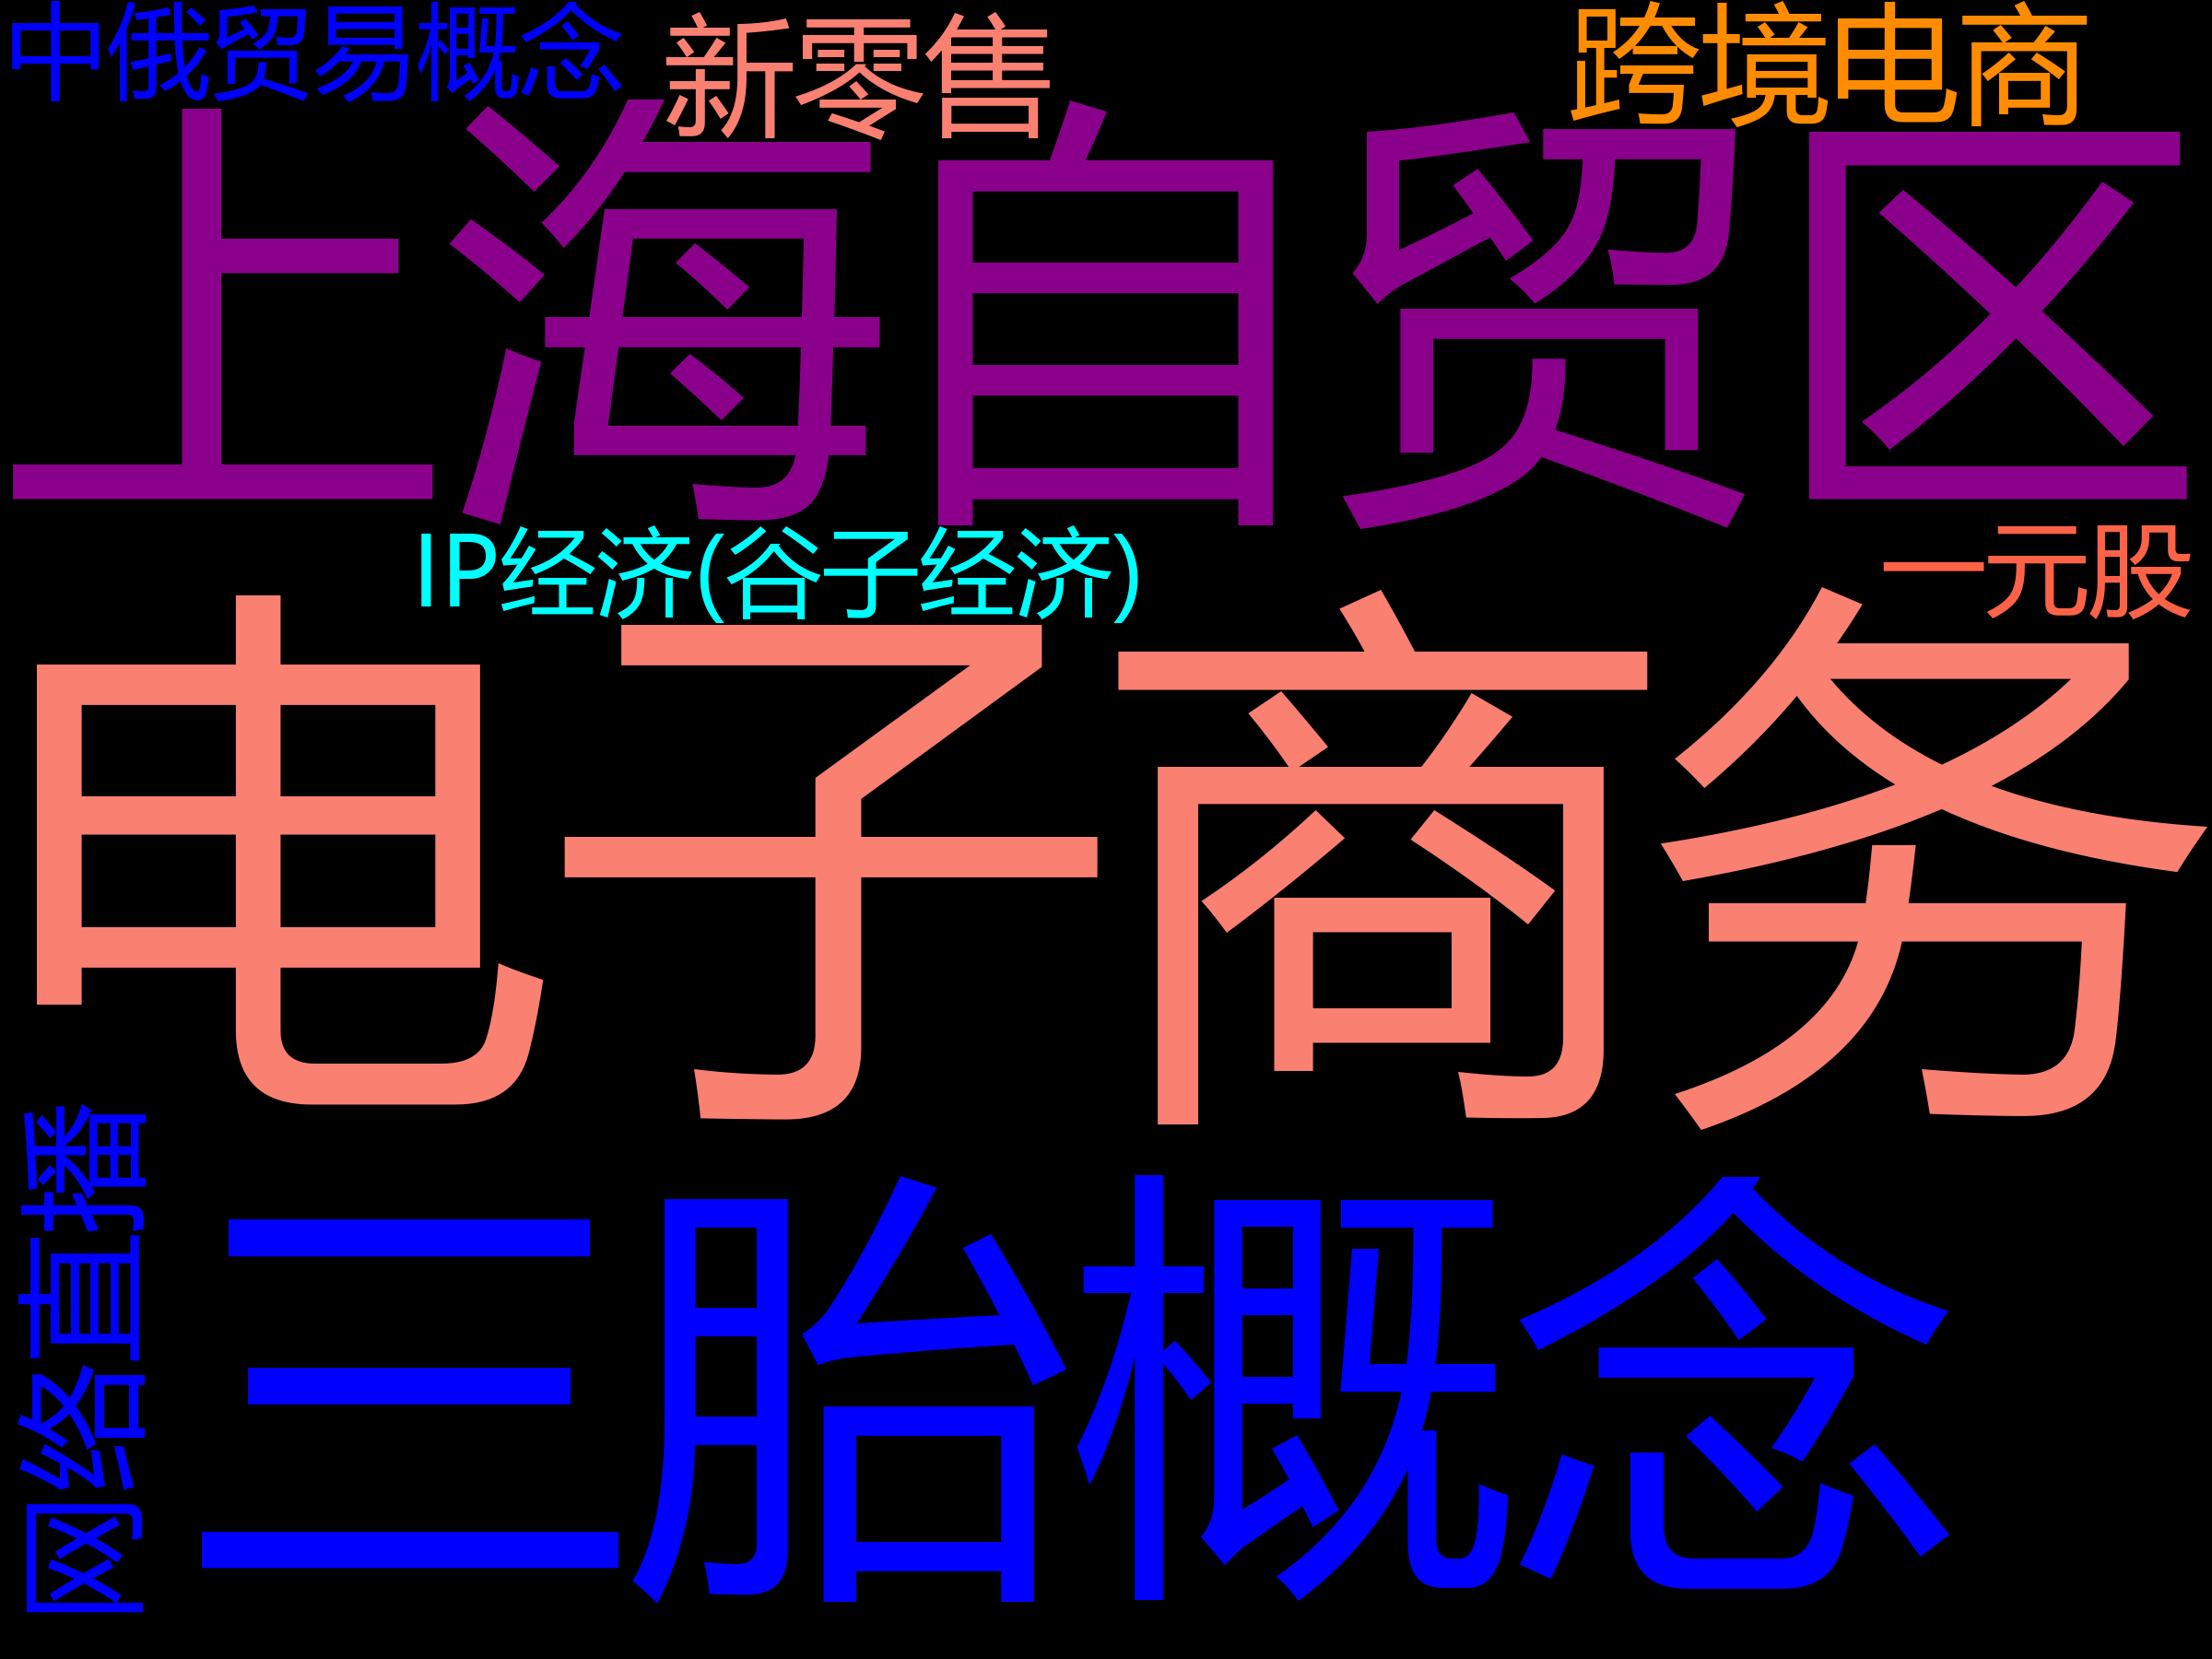 中俄贸易概念
新零售
跨境电商
上海自贸区
IP经济(谷子经济)
一元股
电子商务
网络直播
三胎概念